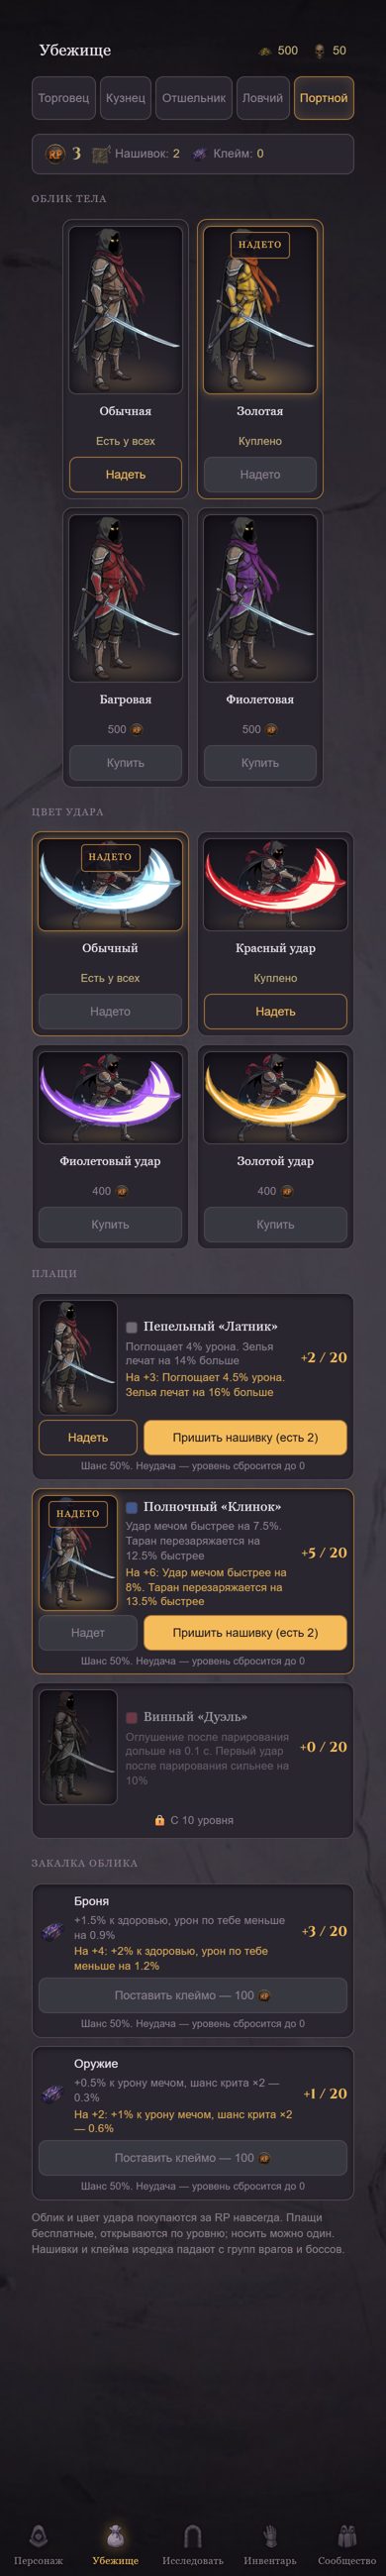 Убежище 500 50
Торговец Кузнец Отшельник Ловчий Портной
RP 3 Нашивок: 2 Клейм: 0
ОБЛИК ТЕЛА
НАДЕТО
Обычная Золотая
Есть у всех Куплено
Надеть Надето
Багровая Фиолетовая
500 RP 500 RP
Купить Купить
ЦВЕТ УДАРА
НАДЕТО
Обычный Красный удар
Есть у всех Куплено
Надето Надеть
Фиолетовый удар Золотой удар
400 RP 400 RP
Купить Купить
ПЛАЩИ
Пепельный «Латник»
Поглощает 4% урона. Зелья
лечат на 14% больше
На +3: Поглощает 4.5% урона.
Зелья лечат на 16% больше
+2 / 20
Надеть Пришить нашивку (есть 2)
Шанс 50%. Неудача — уровень сбросится до 0
НАДЕТО
Полночный «Клинок»
Удар мечом быстрее на 7.5%.
Таран перезаряжается на
12.5% быстрее
На +6: Удар мечом быстрее на
8%. Таран перезаряжается на
13.5% быстрее
+5 / 20
Надет Пришить нашивку (есть 2)
Шанс 50%. Неудача — уровень сбросится до 0
Винный «Дуэль»
Оглушение после парирования
дольше на 0.1 с. Первый удар
после парирования сильнее на
10%
+0 / 20
С 10 уровня
ЗАКАЛКА ОБЛИКА
Броня
+1.5% к здоровью, урон по тебе меньше
на 0.9%
На +4: +2% к здоровью, урон по тебе
меньше на 1.2%
+3 / 20
Поставить клеймо — 100 RP
Шанс 50%. Неудача — уровень сбросится до 0
Оружие
+0.5% к урону мечом, шанс крита ×2 —
0.3%
На +2: +1% к урону мечом, шанс крита ×2
— 0.6%
+1 / 20
Поставить клеймо — 100 RP
Шанс 50%. Неудача — уровень сбросится до 0
Облик и цвет удара покупаются за RP навсегда. Плащи
бесплатные, открываются по уровню; носить можно один.
Нашивки и клейма изредка падают с групп врагов и боссов.
Персонаж Убежище Исследовать Инвентарь Сообщество